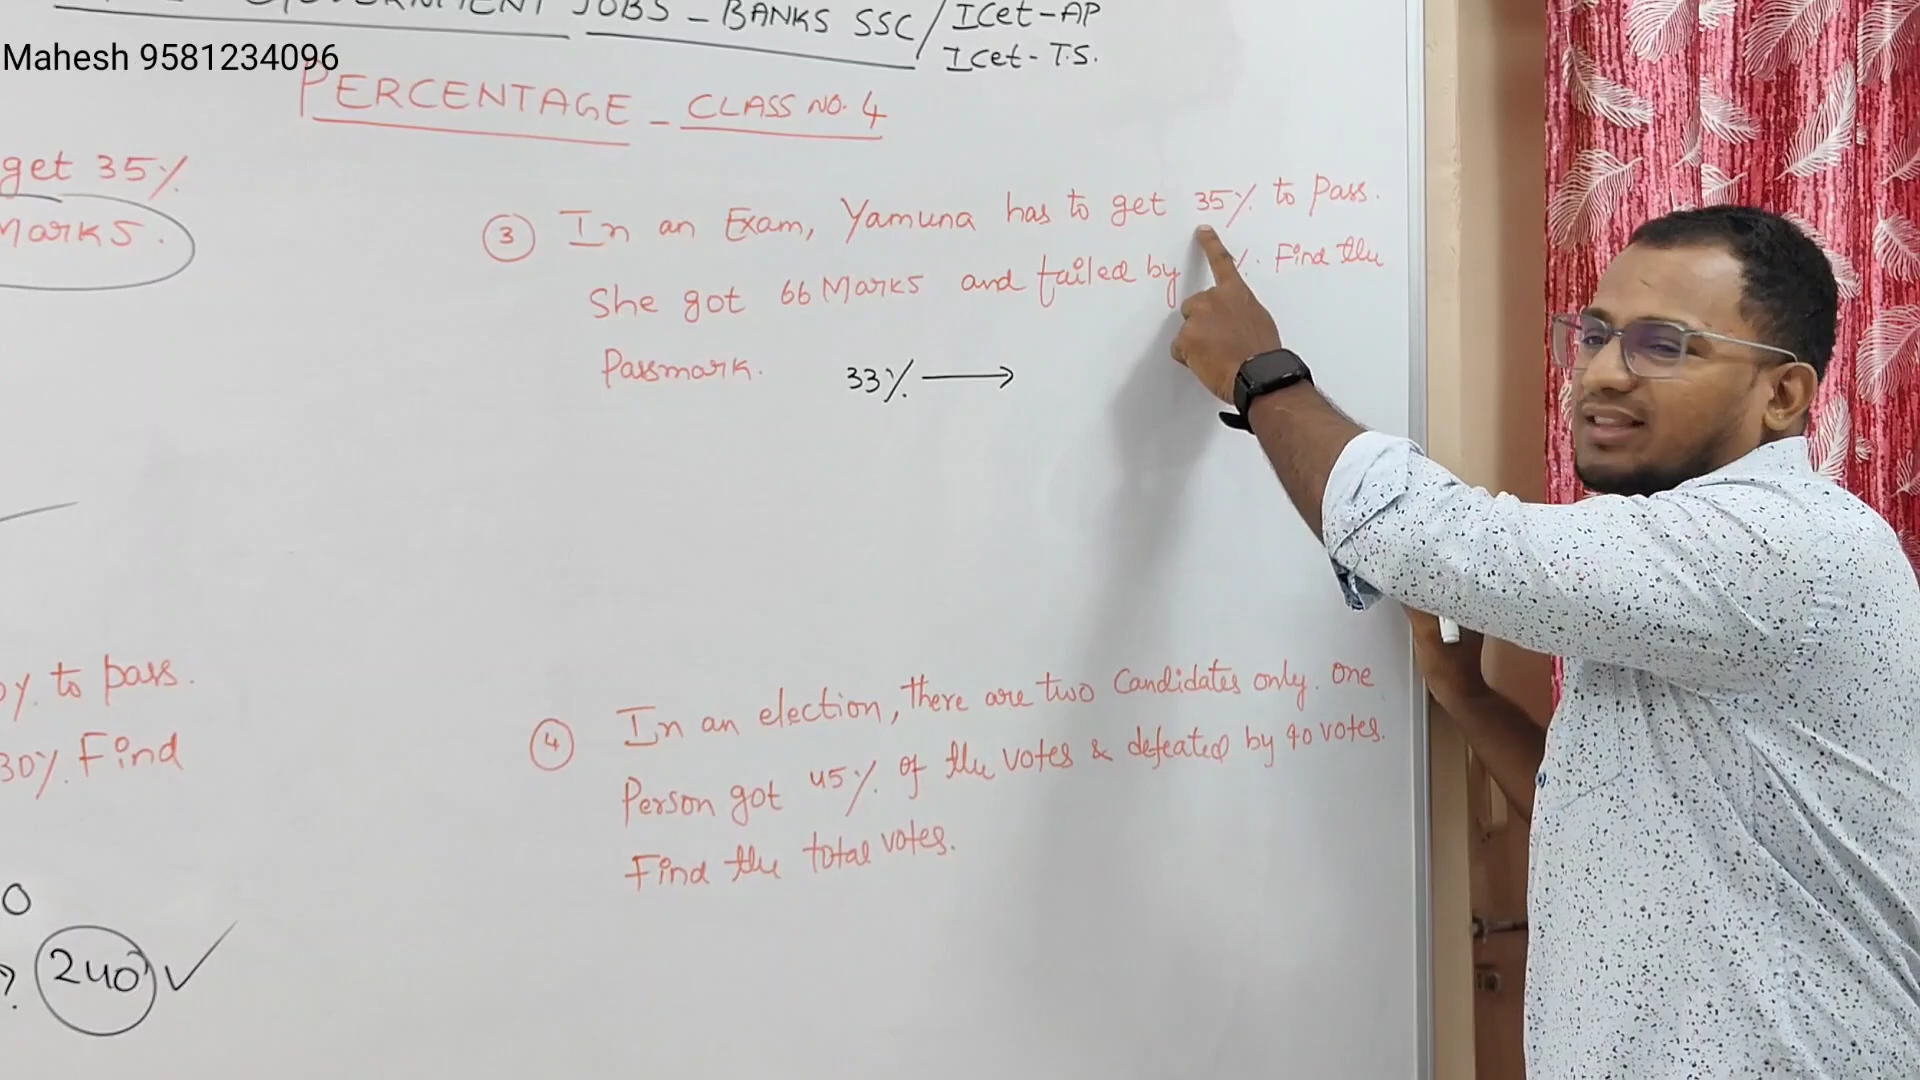 GOVERNMENT JOBS - BANKS SSC / ICet-AP
ICet-T.S.
Mahesh 9581234096
PERCENTAGE - CLASS NO. 4
get 35%
Marks.
③ In an Exam, Yamuna has to get 35% to Pass.
She got 66 Marks and failed by %. Find the
Passmark. 33% →
% to pass.
30%. Find
④ In an election, there are two Candidates only. One
Person got 45% of the votes & defeated by 90 votes.
Find the total votes.
0
? 240 ✓